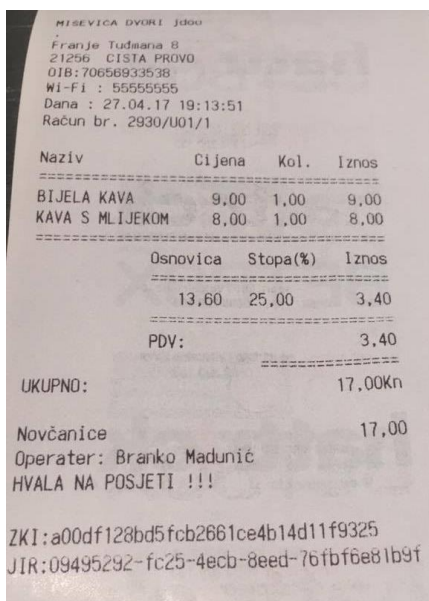 MISEVICA DVORI jdoo
.
Franje Tuđmana 8
21256 CISTA PROVO
OIB:70656933538
Wi-Fi : 55555555
Dana : 27.04.17 19:13:51
Račun br. 2930/U01/1
Naziv Cijena Kol. Iznos
BIJELA KAVA 9,00 1,00 9,00
KAVA S MLIJEKOM 8,00 1,00 8,00
Osnovica Stopa(%) Iznos
13,60 25,00 3,40
PDV: 3,40
UKUPNO: 17,00Kn
Novčanice 17,00
Operater: Branko Madunić
HVALA NA POSJETI !!!
ZKI:a00df128bd5fcb2661ce4b14d11f9325
JIR:09495292-fc25-4ecb-8eed-76fbf6e81b9f